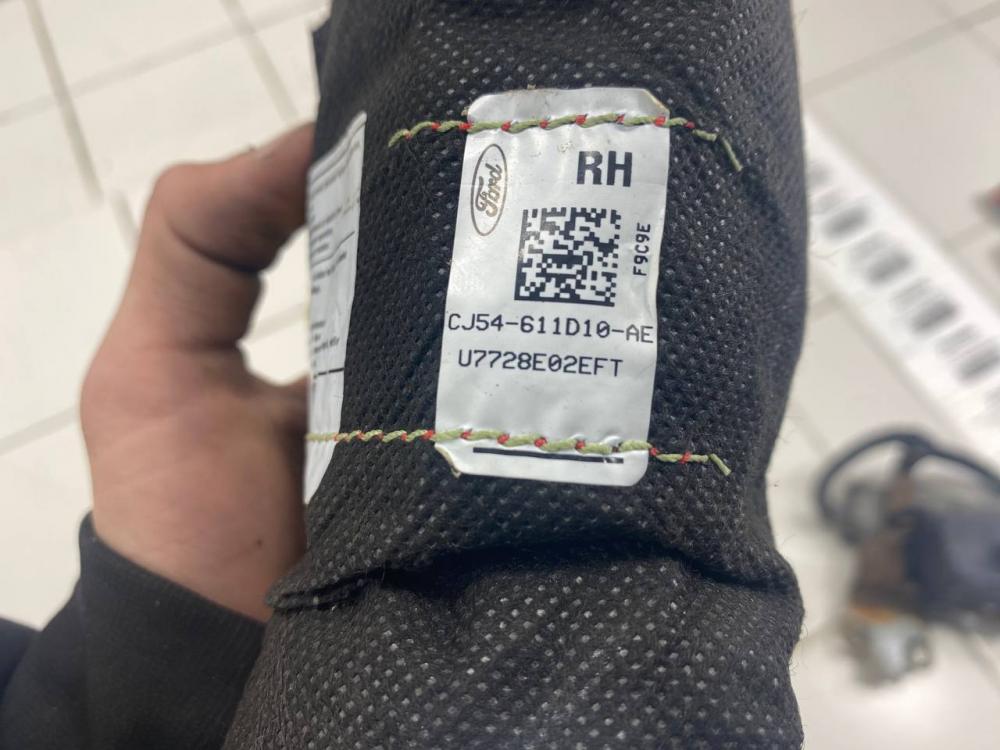 Ford
RH
F9C9E
CJ54-611D10-AE
U7728E02EFT